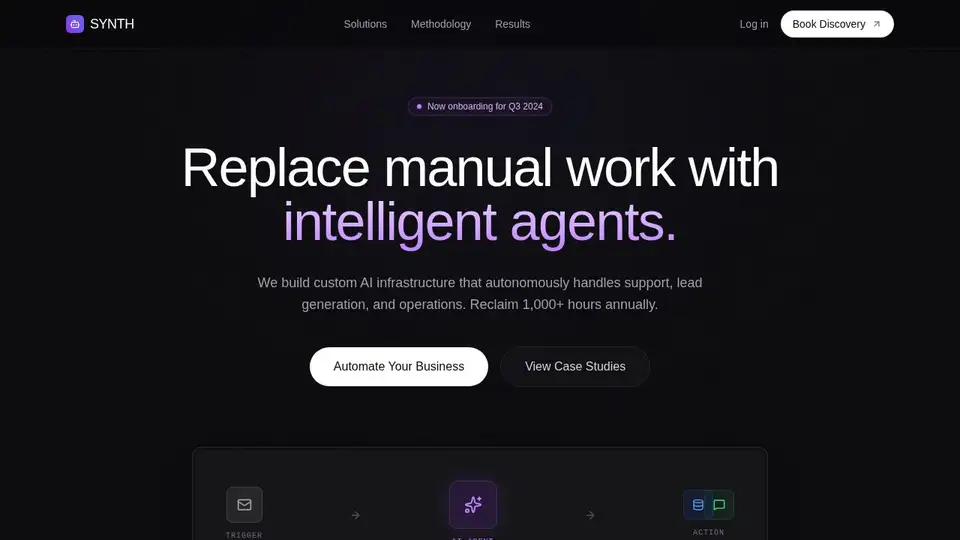 SYNTH
Solutions
Methodology
Results
Log in
Book Discovery
Now onboarding for Q3 2024
Replace manual work with
intelligent agents.
We build custom AI infrastructure that autonomously handles support, lead
generation, and operations. Reclaim 1,000+ hours annually.
Automate Your Business
View Case Studies
TRIGGER
AI AGENT
ACTION